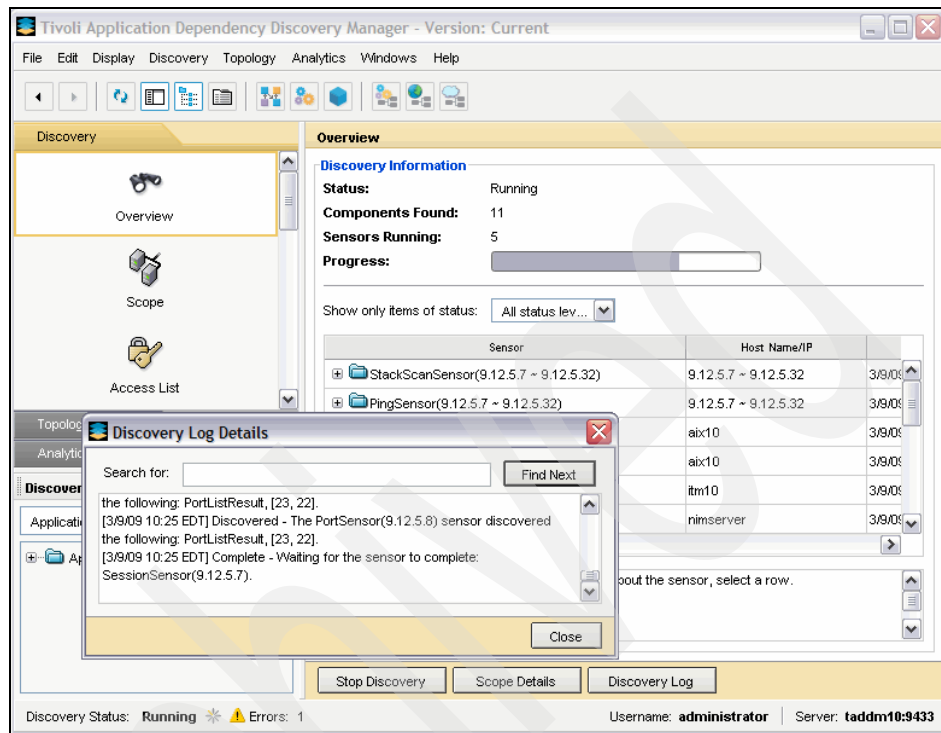 Tivoli Application Dependency Discovery Manager - Version: Current
File Edit Display Discovery Topology Analytics Windows Help
Discovery
Overview
Scope
Access List
Topolog
Analytic
Discover
Applicati
Ap
Overview
Discovery Information
Status: Running
Components Found: 11
Sensors Running: 5
Progress:
Show only items of status: All status lev...
Sensor Host Name/IP
StackScanSensor(9.12.5.7 ~ 9.12.5.32) 9.12.5.7 ~ 9.12.5.32 3/9/09
PingSensor(9.12.5.7 ~ 9.12.5.32) 9.12.5.7 ~ 9.12.5.32 3/9/09
aix10 3/9/09
aix10 3/9/09
itm10 3/9/09
nimserver 3/9/09
bout the sensor, select a row.
Discovery Log Details
Search for: Find Next
the following: PortListResult, [23, 22].
[3/9/09 10:25 EDT] Discovered - The PortSensor(9.12.5.8) sensor discovered
the following: PortListResult, [23, 22].
[3/9/09 10:25 EDT] Complete - Waiting for the sensor to complete:
SessionSensor(9.12.5.7).
Close
Stop Discovery Scope Details Discovery Log
Discovery Status: Running Errors: 1 Username: administrator Server: taddm10:9433